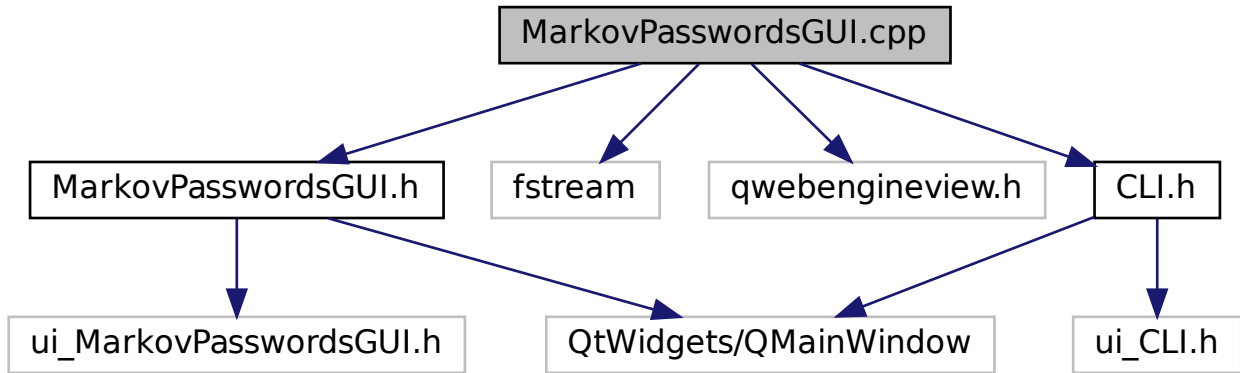 MarkovPasswordsGUI.cpp
MarkovPasswordsGUI.h
fstream
qwebengineview.h
CLI.h
ui_MarkovPasswordsGUI.h
QtWidgets/QMainWindow
ui_CLI.h